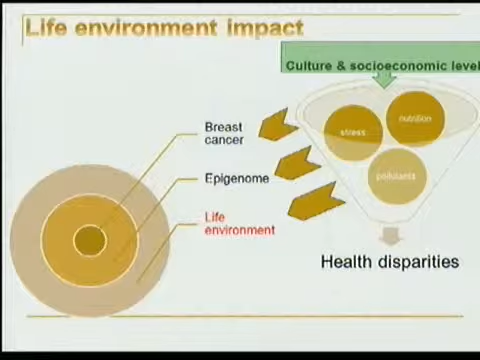 Life environment impact
Culture & socioeconomic level
nutrition
stress
pollutants
Breast
cancer
Epigenome
Life
environment
Health disparities